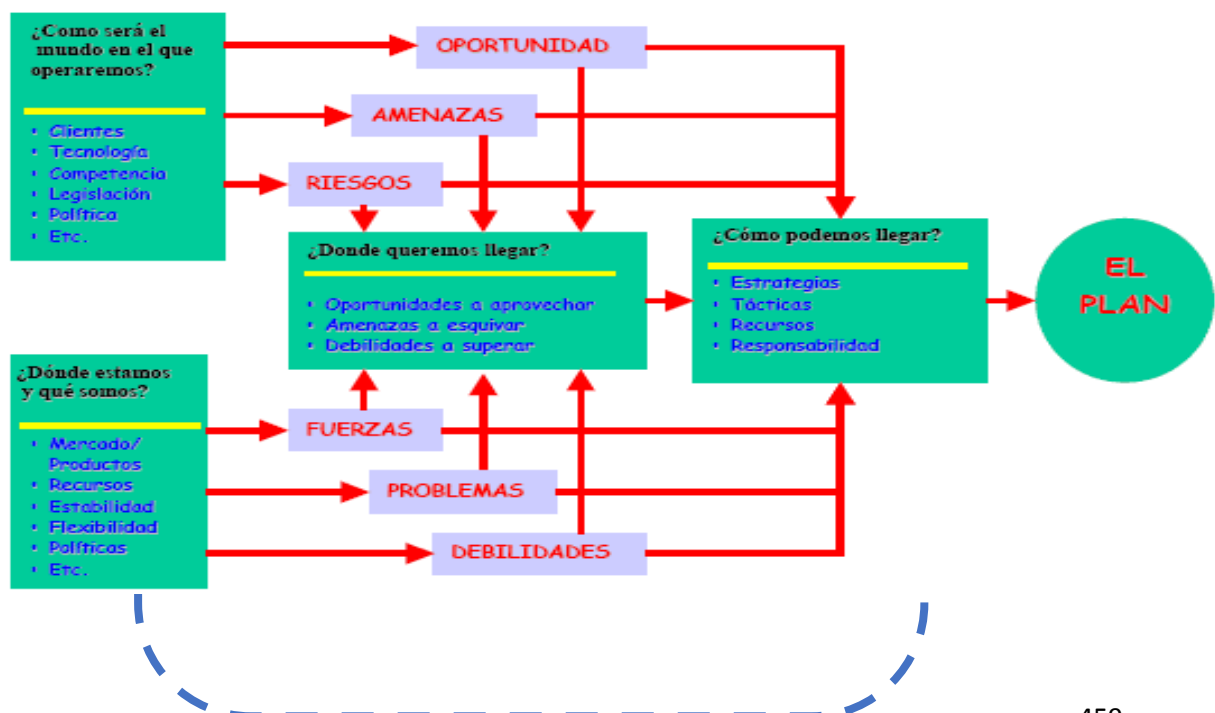 ¿Como será el
mundo en el que
operaremos?
• Clientes
• Tecnología
• Competencia
• Legislación
• Política
• Etc.
OPORTUNIDAD
AMENAZAS
RIESGOS
¿Donde queremos llegar?
• Oportunidades a aprovechar
• Amenazas a esquivar
• Debilidades a superar
¿Cómo podemos llegar?
• Estrategias
• Tácticas
• Recursos
• Responsabilidad
EL
PLAN
¿Dónde estamos
y qué somos?
• Mercado/
Productos
• Recursos
• Estabilidad
• Flexibilidad
• Políticas
• Etc.
FUERZAS
PROBLEMAS
DEBILIDADES